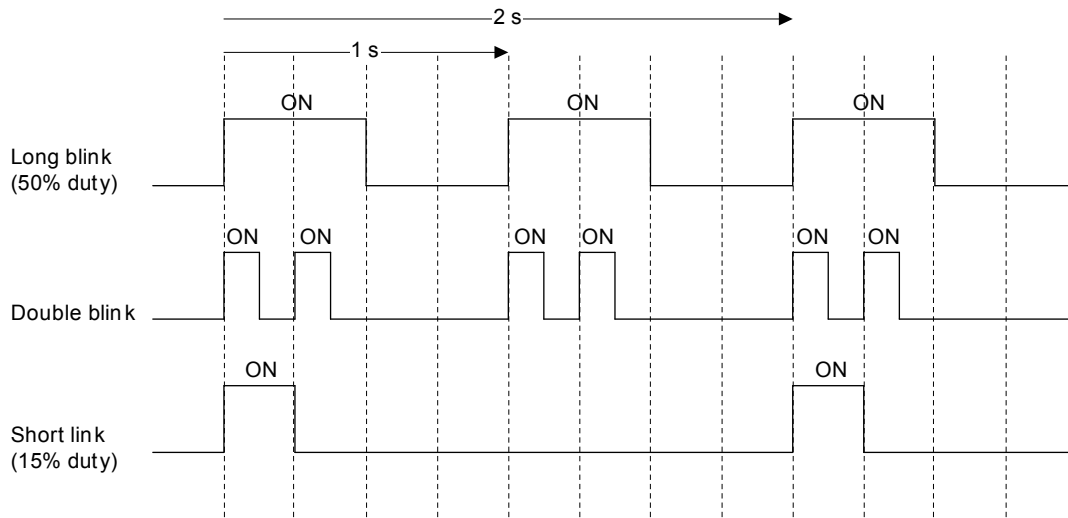 2 s
1 s
ON ON ON
Long blink
(50% duty)
ON ON ON ON ON ON
Double blink
ON ON
Short link
(15% duty)